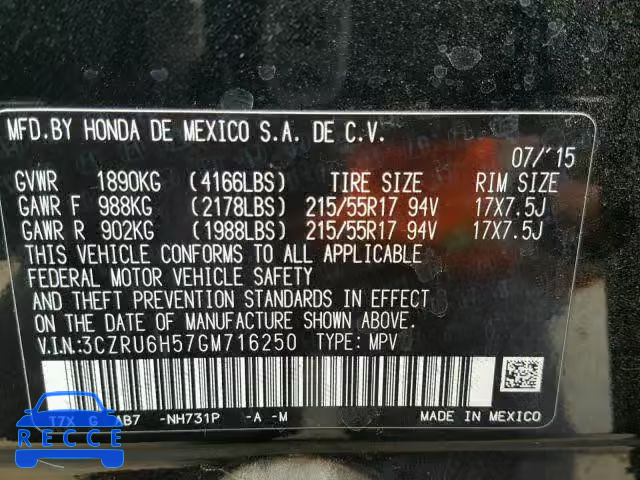 MFD.BY HONDA DE MEXICO S.A. DE C.V.
07/'15
GVWR 1890KG (4166LBS) TIRE SIZE RIM SIZE
GAWR F 988KG (2178LBS) 215/55R17 94V 17X7.5J
GAWR R 902KG (1988LBS) 215/55R17 94V 17X7.5J
THIS VEHICLE CONFORMS TO ALL APPLICABLE
FEDERAL MOTOR VEHICLE SAFETY
AND THEFT PREVENTION STANDARDS IN EFFECT
ON THE DATE OF MANUFACTURE SHOWN ABOVE.
V.I.N:3CZRU6H57GM716250 TYPE: MPV
T7X G AB7 -NH731P -A -M MADE IN MEXICO